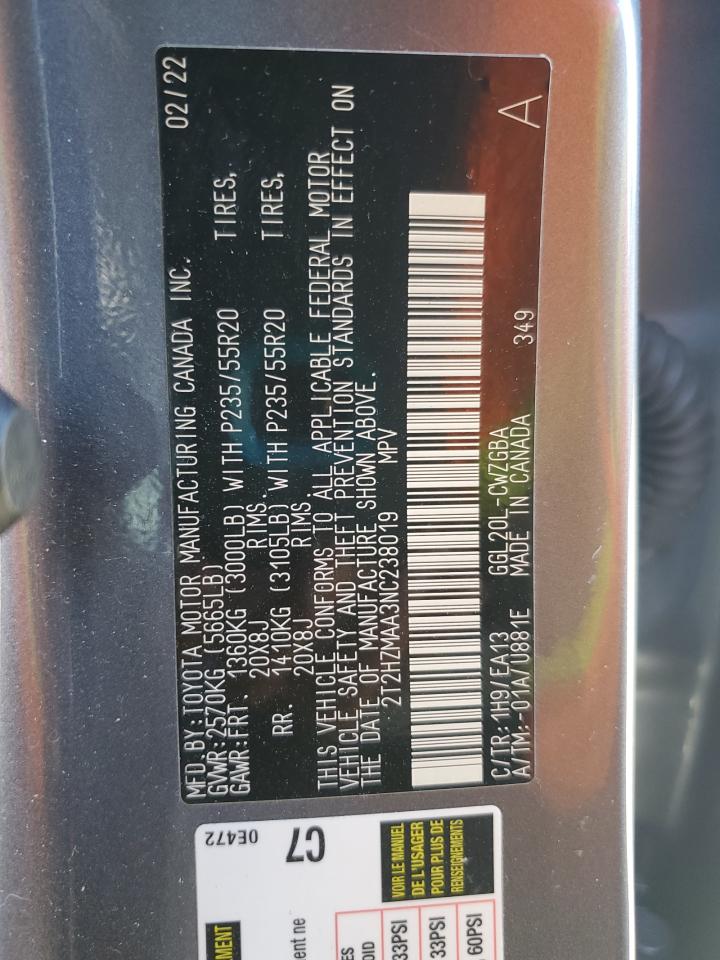 MFD.BY:TOYOTA MOTOR MANUFACTURING CANADA INC. 02/22
GVWR:2570KG (5665LB)
GAWR:FRT. 1360KG (3000LB) WITH P235/55R20 TIRES,
20X8J RIMS.
RR. 1410KG (3105LB) WITH P235/55R20 TIRES,
20X8J RIMS.
THIS VEHICLE CONFORMS TO ALL APPLICABLE FEDERAL MOTOR
VEHICLE SAFETY AND THEFT PREVENTION STANDARDS IN EFFECT ON
THE DATE OF MANUFACTURE SHOWN ABOVE.
2T2HZMAA3NC238019 MPV
C/TR:1H9/EA13 GGL20L-CWZGBA
A/TM:-01A/U881E MADE IN CANADA 349 A
0E472
C7
VOIR LE MANUEL
DE L'USAGER
POUR PLUS DE
RENSEIGNEMENTS
MENT
ent ne
ES
OID
33PSI
33PSI
60PSI